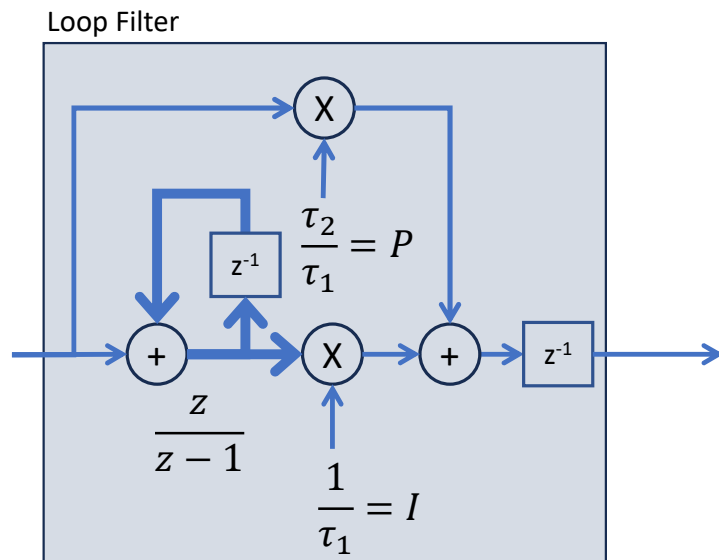 Loop Filter
X
τ₂/τ₁ = P
z⁻¹
+
X
+
z⁻¹
z/(z − 1)
1/τ₁ = I